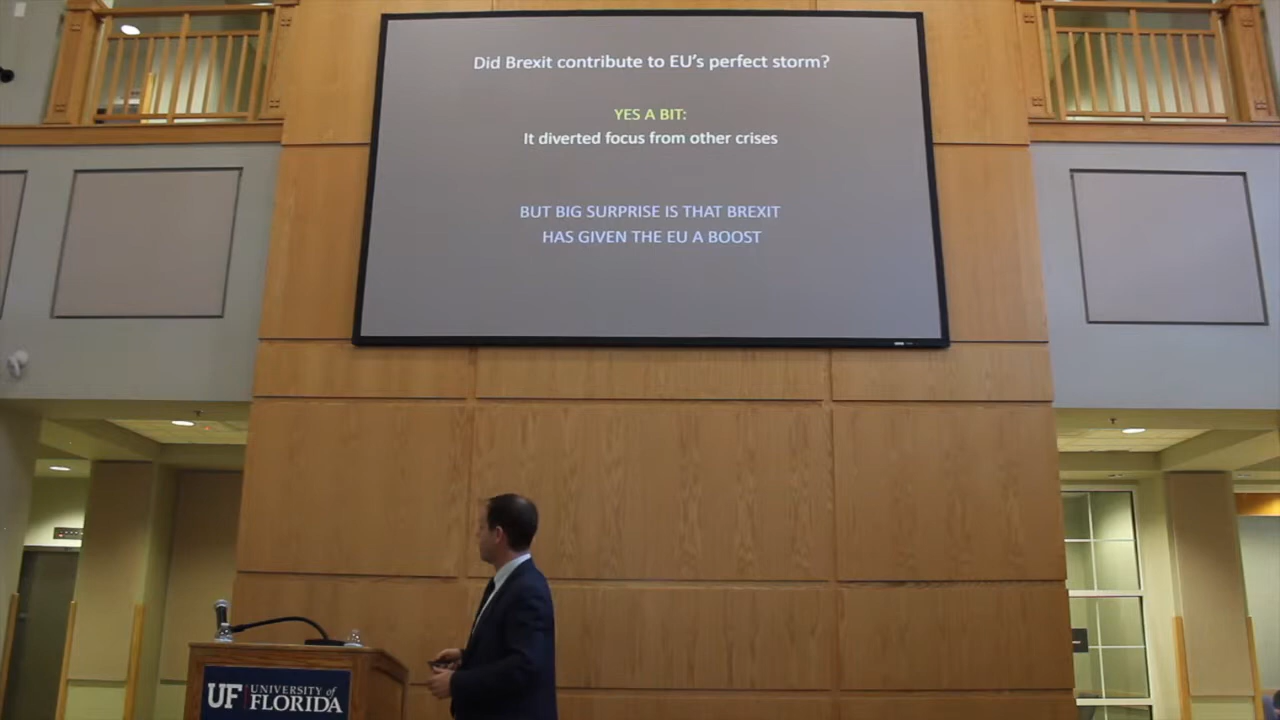 Did Brexit contribute to EU's perfect storm?
YES A BIT:
It diverted focus from other crises
BUT BIG SURPRISE IS THAT BREXIT
HAS GIVEN THE EU A BOOST
UF UNIVERSITY of
FLORIDA